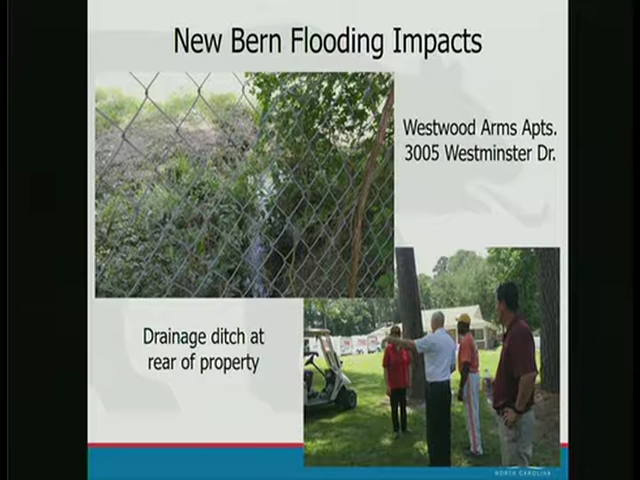 New Bern Flooding Impacts
Westwood Arms Apts.
3005 Westminster Dr.
Drainage ditch at
rear of property
NORTH CAROLINA